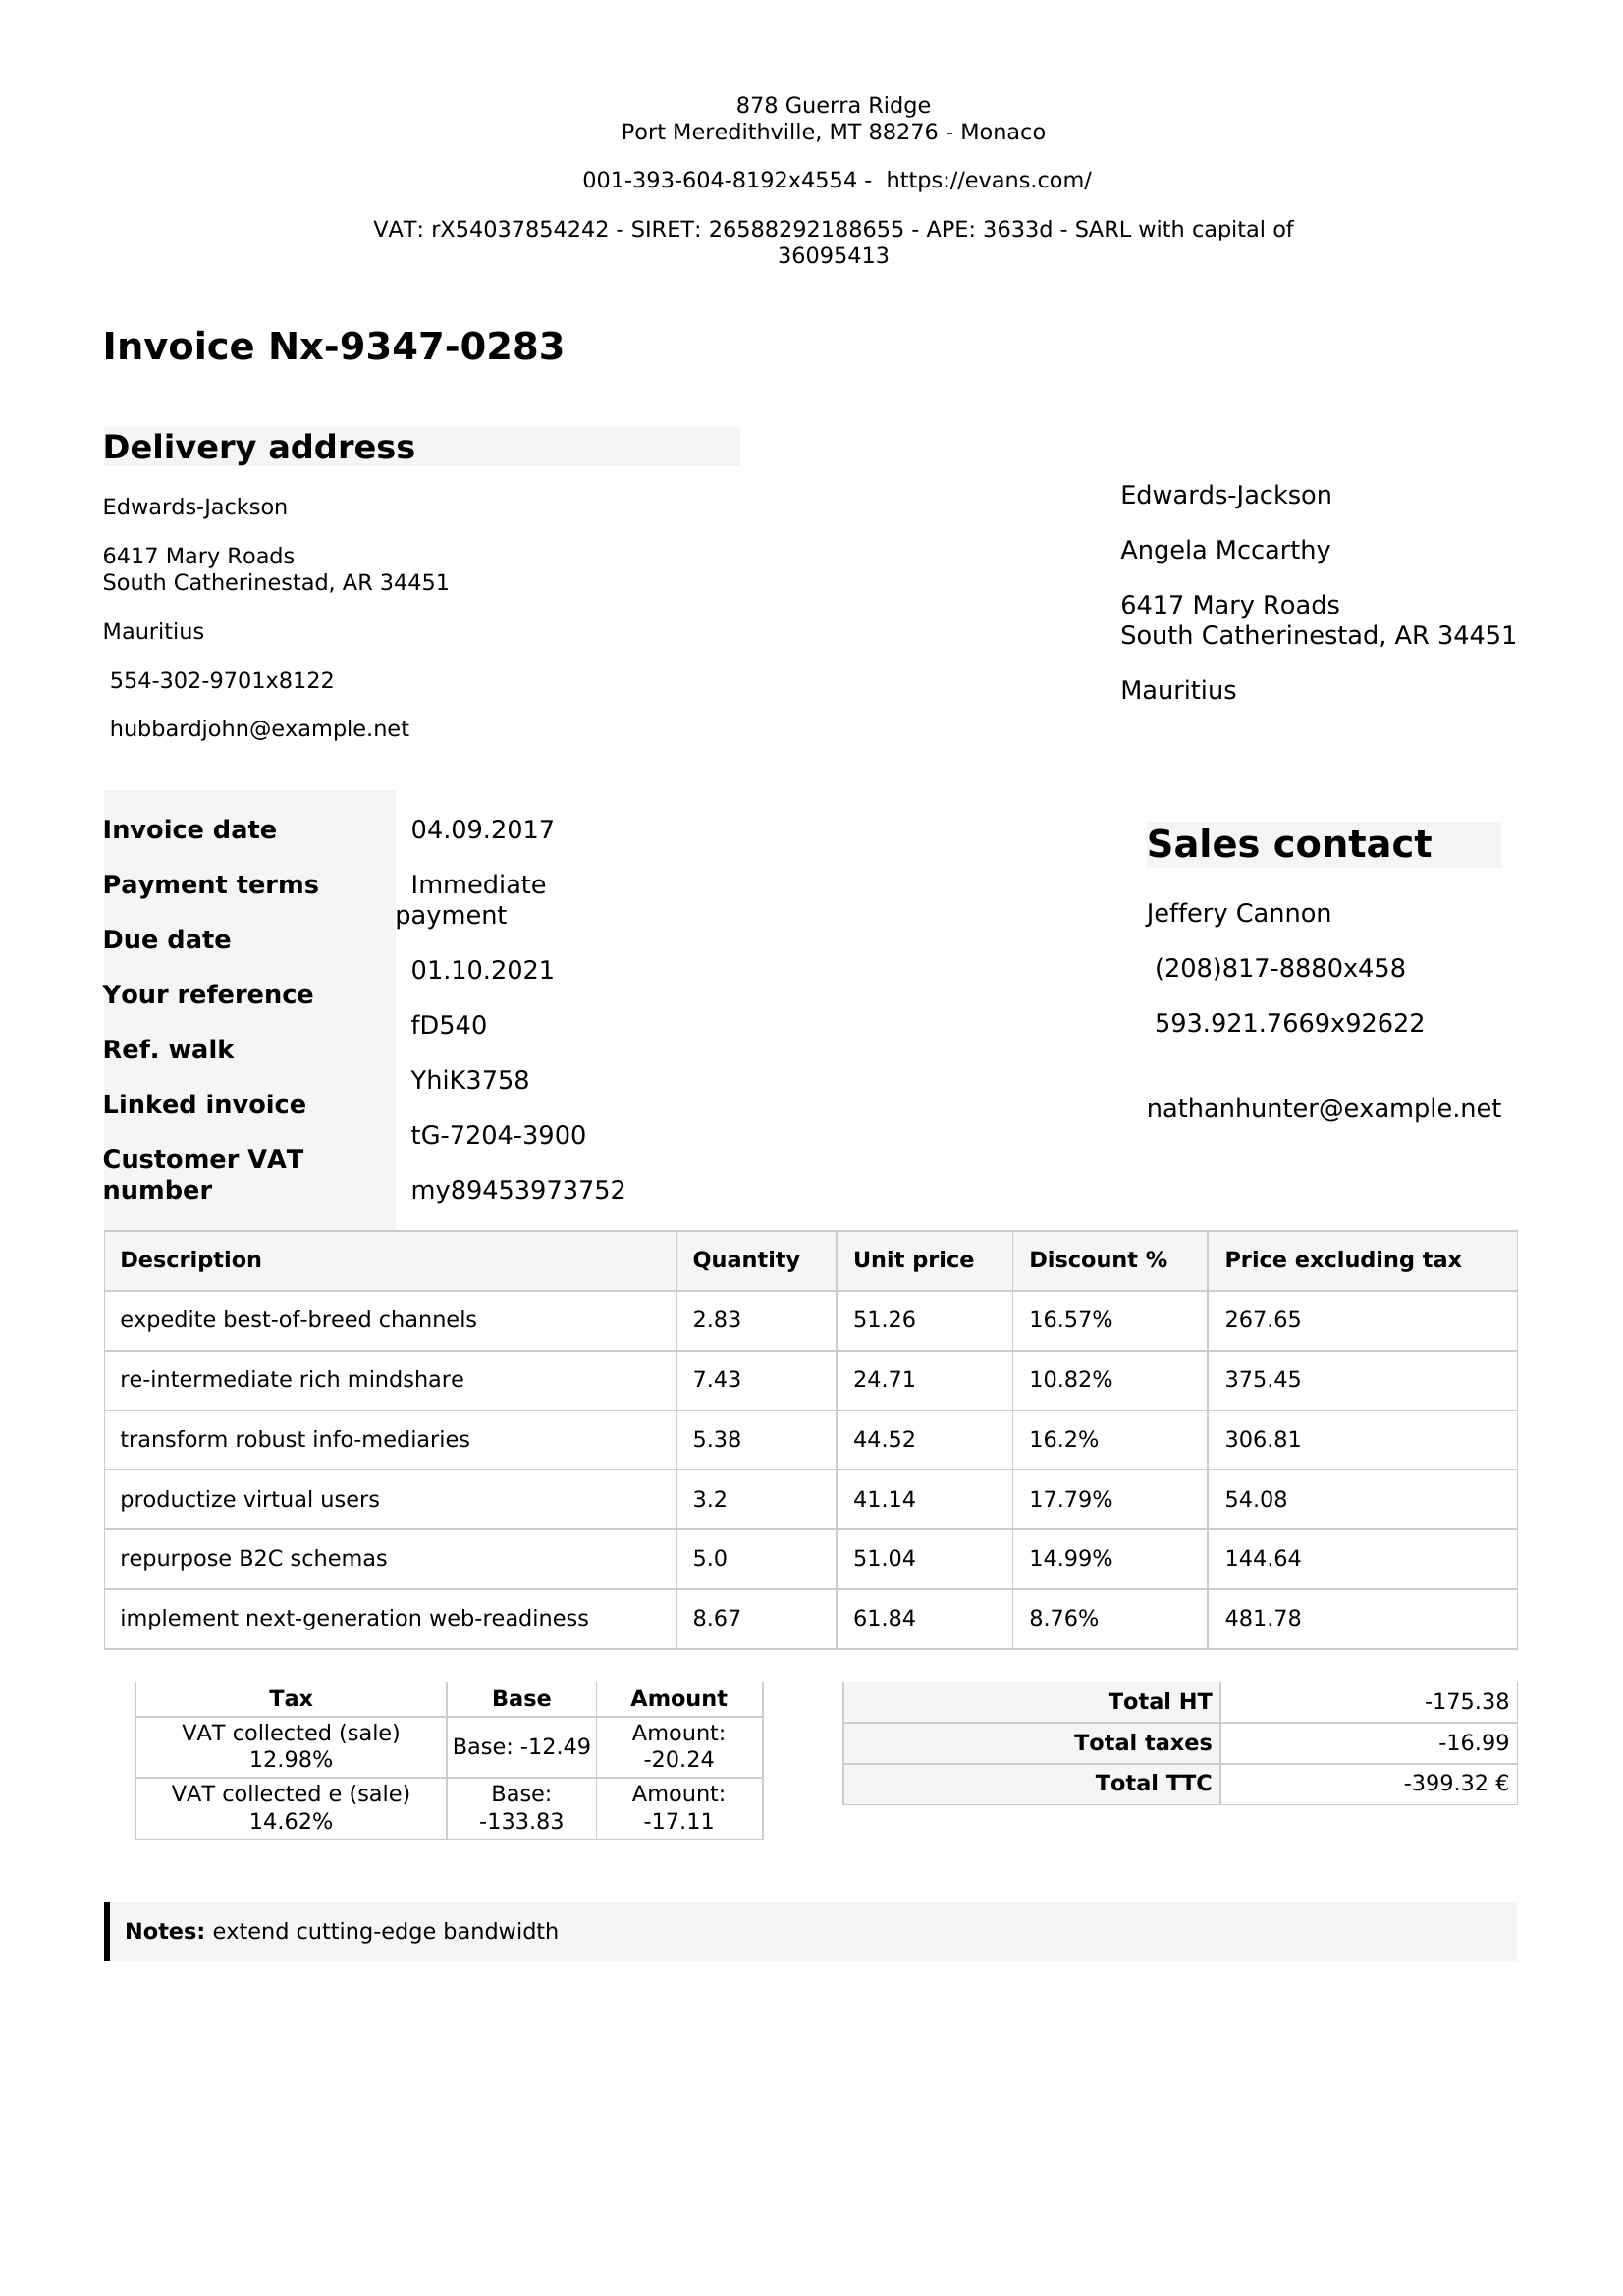 878 Guerra Ridge
Port Meredithville, MT 88276 - Monaco
001-393-604-8192x4554 - https://evans.com/
VAT: rX54037854242 - SIRET: 26588292188655 - APE: 3633d - SARL with capital of
36095413
Invoice Nx-9347-0283
Delivery address
Edwards-Jackson
6417 Mary Roads
South Catherinestad, AR 34451
Mauritius
554-302-9701x8122
hubbardjohn@example.net
Edwards-Jackson
Angela Mccarthy
6417 Mary Roads
South Catherinestad, AR 34451
Mauritius
Invoice date 04.09.2017
Payment terms Immediate
payment
Due date 01.10.2021
Your reference fD540
Ref. walk YhiK3758
Linked invoice tG-7204-3900
Customer VAT
number my89453973752
Sales contact
Jeffery Cannon
(208)817-8880x458
593.921.7669x92622
nathanhunter@example.net
Description Quantity Unit price Discount % Price excluding tax
expedite best-of-breed channels 2.83 51.26 16.57% 267.65
re-intermediate rich mindshare 7.43 24.71 10.82% 375.45
transform robust info-mediaries 5.38 44.52 16.2% 306.81
productize virtual users 3.2 41.14 17.79% 54.08
repurpose B2C schemas 5.0 51.04 14.99% 144.64
implement next-generation web-readiness 8.67 61.84 8.76% 481.78
Tax Base Amount
VAT collected (sale)
12.98%
Base: -12.49
Amount:
-20.24
VAT collected e (sale)
14.62%
Base:
-133.83
Amount:
-17.11
Total HT -175.38
Total taxes -16.99
Total TTC -399.32 €
Notes: extend cutting-edge bandwidth